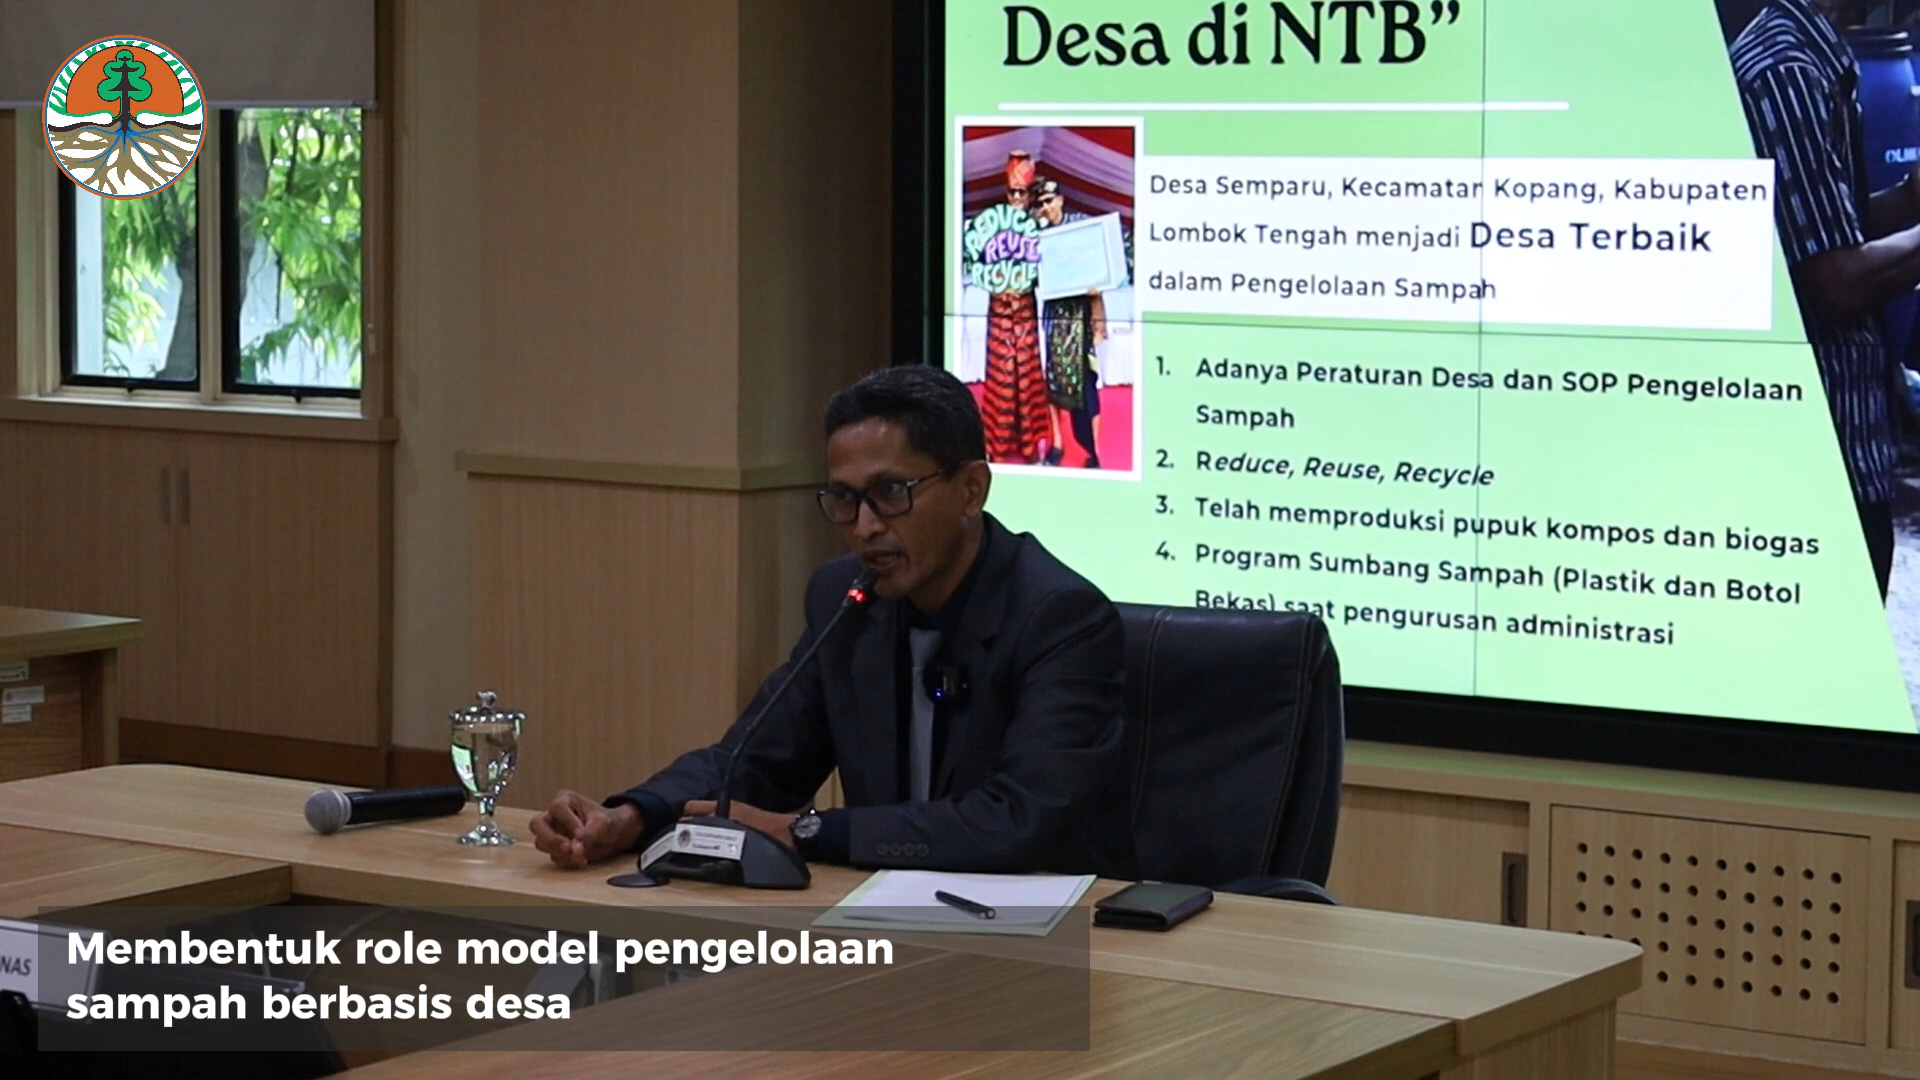 Desa di NTB”
Desa Semparu, Kecamatan Kopang, Kabupaten
Lombok Tengah menjadi Desa Terbaik
dalam Pengelolaan Sampah
REDUCE
REUSE
RECYCLE
1. Adanya Peraturan Desa dan SOP Pengelolaan
Sampah
2. Reduce, Reuse, Recycle
3. Telah memproduksi pupuk kompos dan biogas
4. Program Sumbang Sampah (Plastik dan Botol
Bekas) saat pengurusan administrasi
NAS
Membentuk role model pengelolaan
sampah berbasis desa